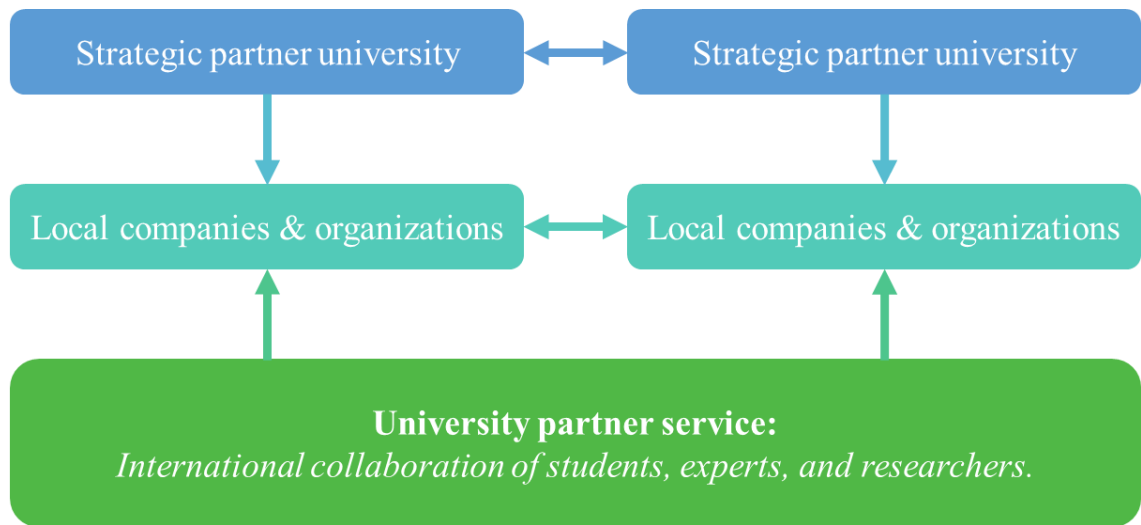 Strategic partner university
Strategic partner university
Local companies & organizations
Local companies & organizations
University partner service:
International collaboration of students, experts, and researchers.